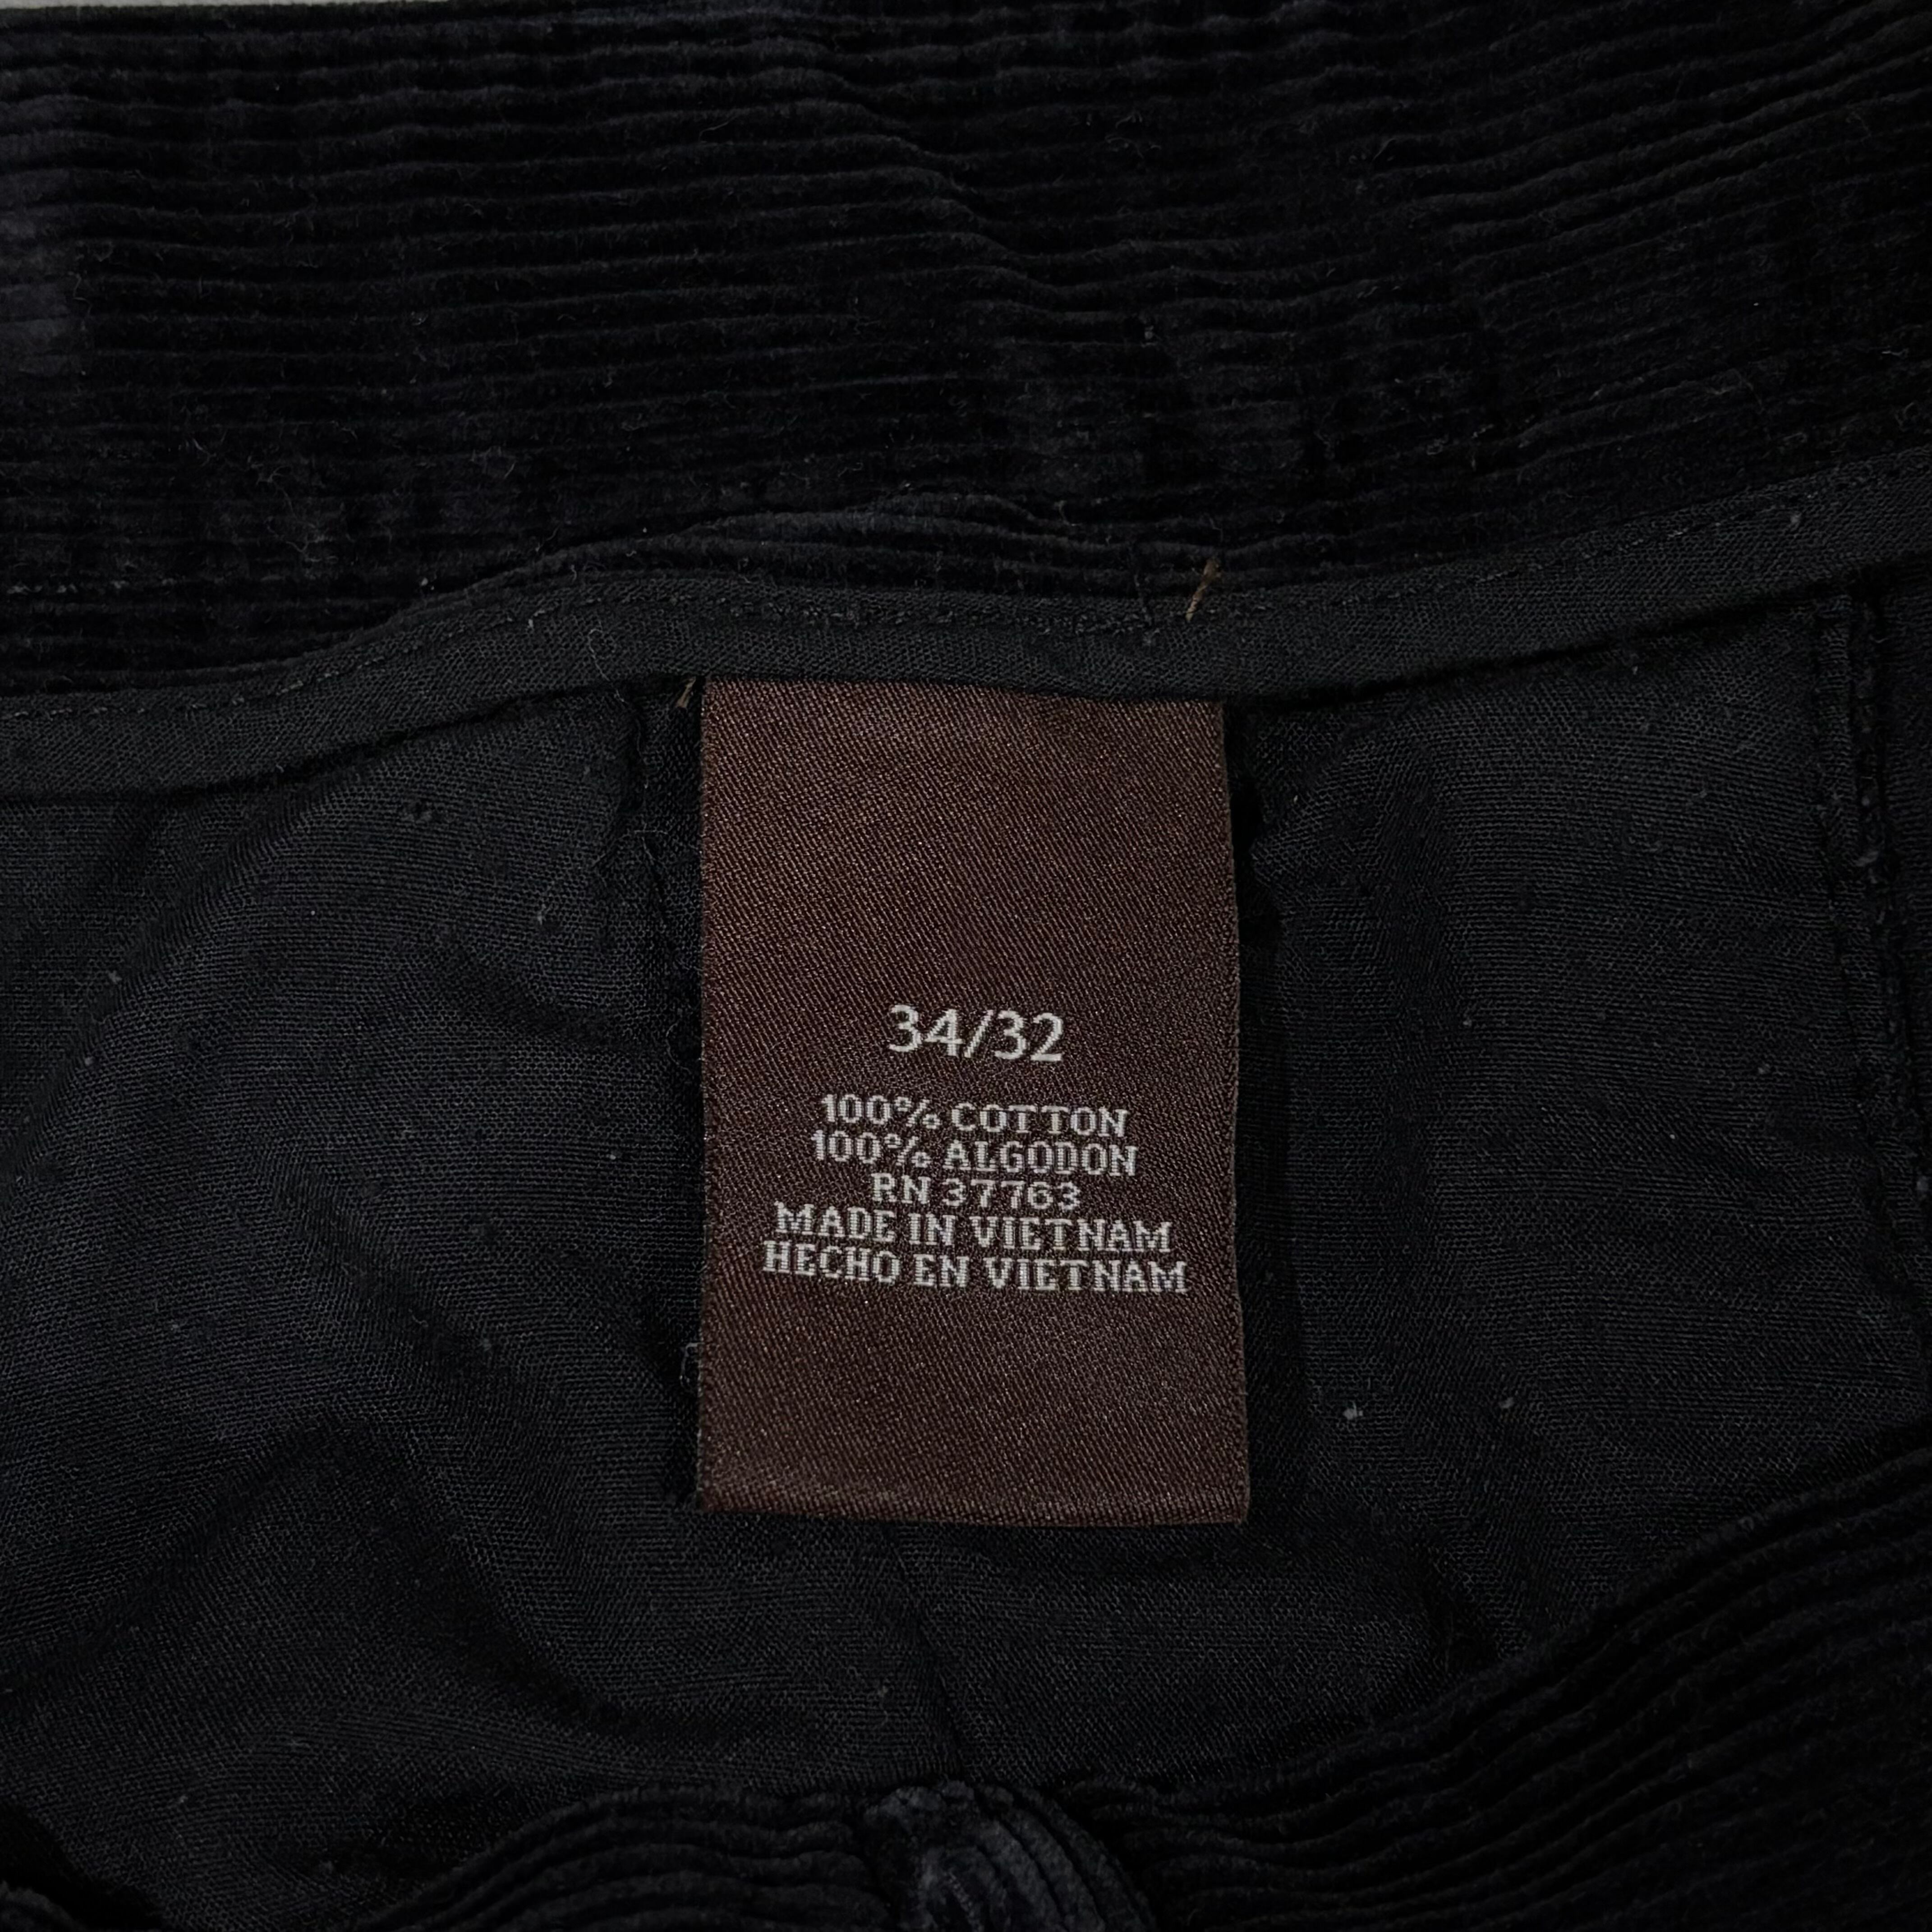 34/32
100% COTTON
100% ALGODON
RN 37763
MADE IN VIETNAM
HECHO EN VIETNAM